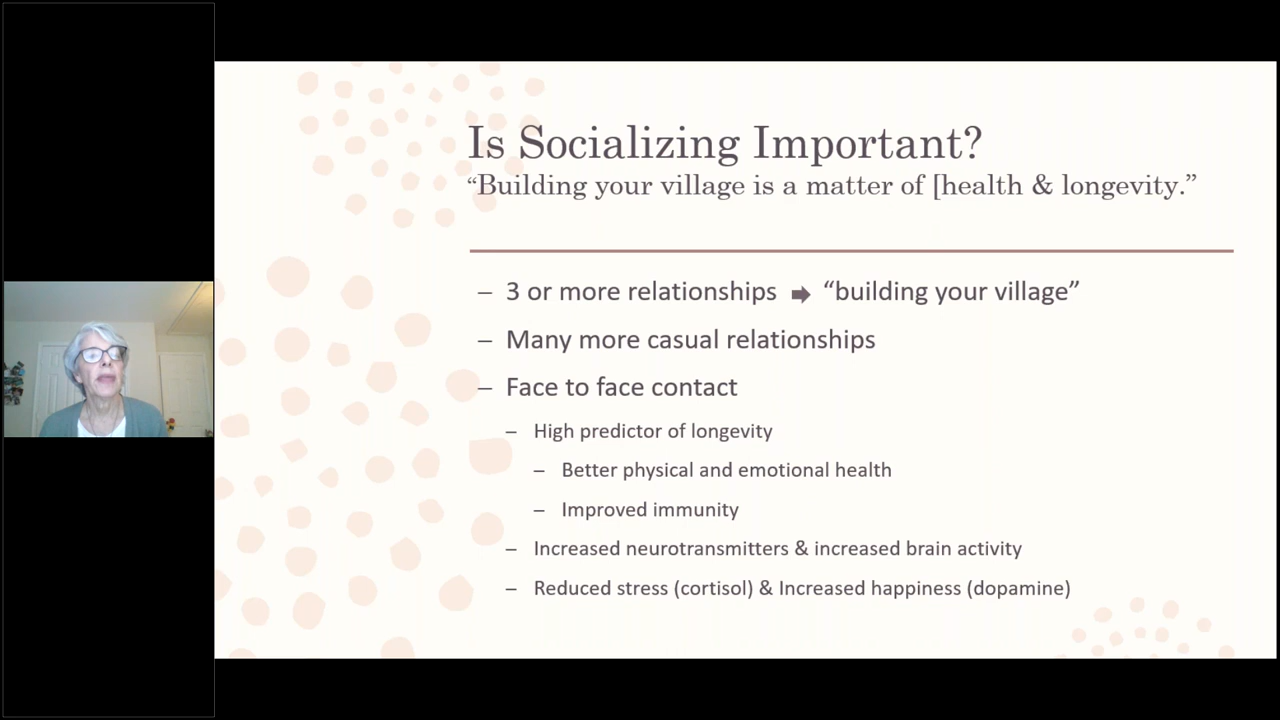 Is Socializing Important?
“Building your village is a matter of [health & longevity.”
– 3 or more relationships ➡ “building your village”
– Many more casual relationships
– Face to face contact
– High predictor of longevity
– Better physical and emotional health
– Improved immunity
– Increased neurotransmitters & increased brain activity
– Reduced stress (cortisol) & Increased happiness (dopamine)